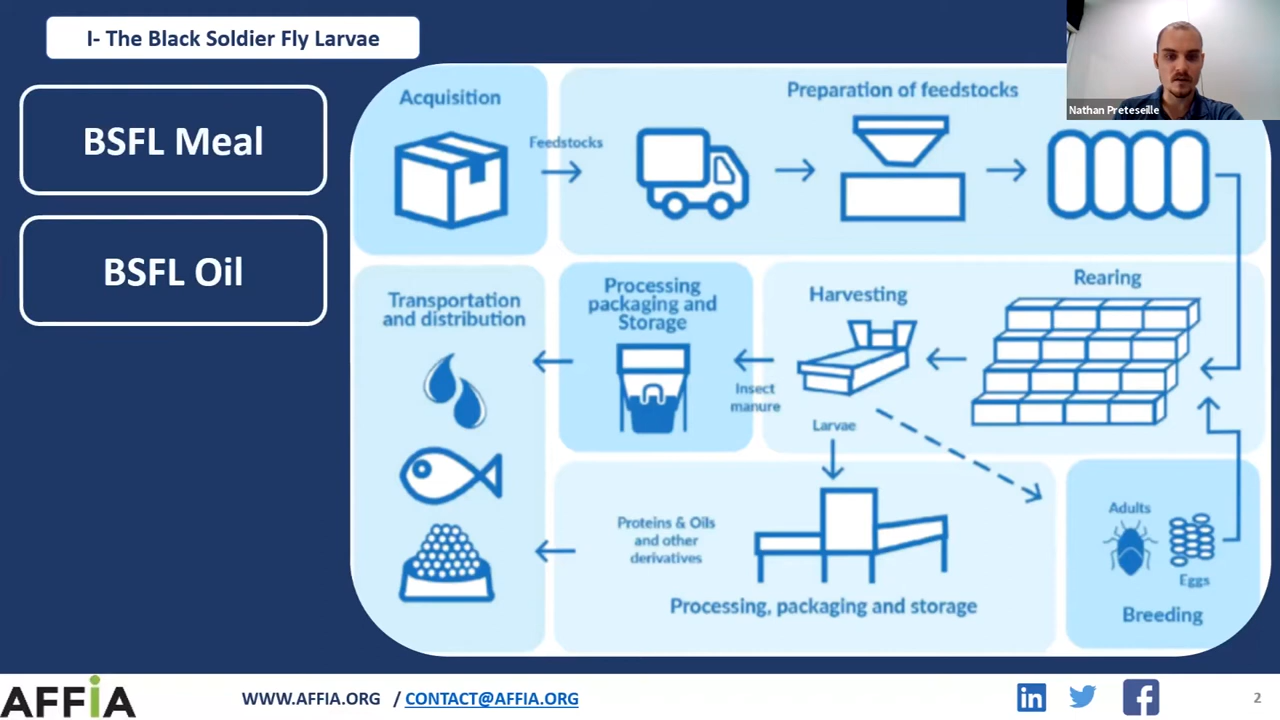 I- The Black Soldier Fly Larvae
BSFL Meal
BSFL Oil
Acquisition
Feedstocks
Preparation of feedstocks
Nathan Preteseille
Transportation
and distribution
Processing
packaging and
Storage
Insect
manure
Harvesting
Larvae
Rearing
Proteins & Oils
and other
derivatives
Processing, packaging and storage
Adults
Eggs
Breeding
AFFiA
WWW.AFFIA.ORG / CONTACT@AFFIA.ORG
in
f
2